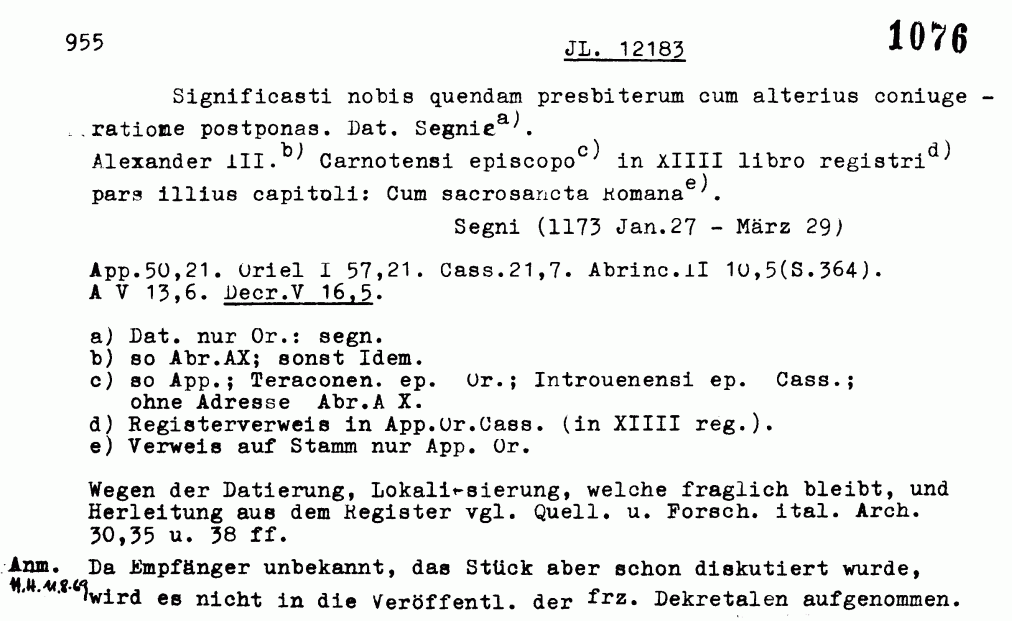 955
JL. 12183
1076
Significasti nobis quendam presbiterum cum alterius coniuge -
ratione postponas. Dat. Segnie a).
Alexander III. b) Carnotensi episcopo c) in XIIII libro registri d)
pars illius capitoli: Cum sacrosancta Romana e).
Segni (1173 Jan.27 - März 29)
App.50,21. Oriel I 57,21. Cass.21,7. Abrinc.II 10,5(S.364).
A V 13,6. Decr.V 16,5.
a) Dat. nur Or.: segn.
b) so Abr.AX; sonst Idem.
c) so App.; Teraconen. ep. Or.; Introuenensi ep. Cass.;
ohne Adresse Abr.A X.
d) Registerverweis in App.Or.Cass. (in XIIII reg.).
e) Verweis auf Stamm nur App. Or.
Wegen der Datierung, Lokalisierung, welche fraglich bleibt, und
Herleitung aus dem Register vgl. Quell. u. Forsch. ital. Arch.
30,35 u. 38 ff.
Anm. Da Empfänger unbekannt, das Stück aber schon diskutiert wurde,
11.8.69 wird es nicht in die Veröffentl. der frz. Dekretalen aufgenommen.